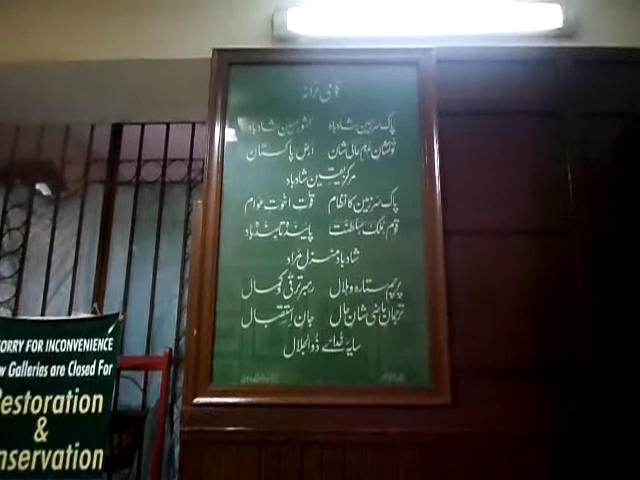 قومی ترانہ
پاک سرزمین شاد باد کشور حسین شاد باد
تو نشان عزم عالی شان ارض پاکستان
مرکز یقین شاد باد
پاک سرزمین کا نظام قوت اخوت عوام
قوم ملک سلطنت پائندہ تابندہ باد
شاد باد منزل مراد
پرچم ستارہ و ہلال رہبر ترقی و کمال
ترجمان ماضی شان حال جان استقبال
سایۂ خدائے ذوالجلال
SORRY FOR INCONVENIENCE
Gallaries are Closed For
Restoration
&